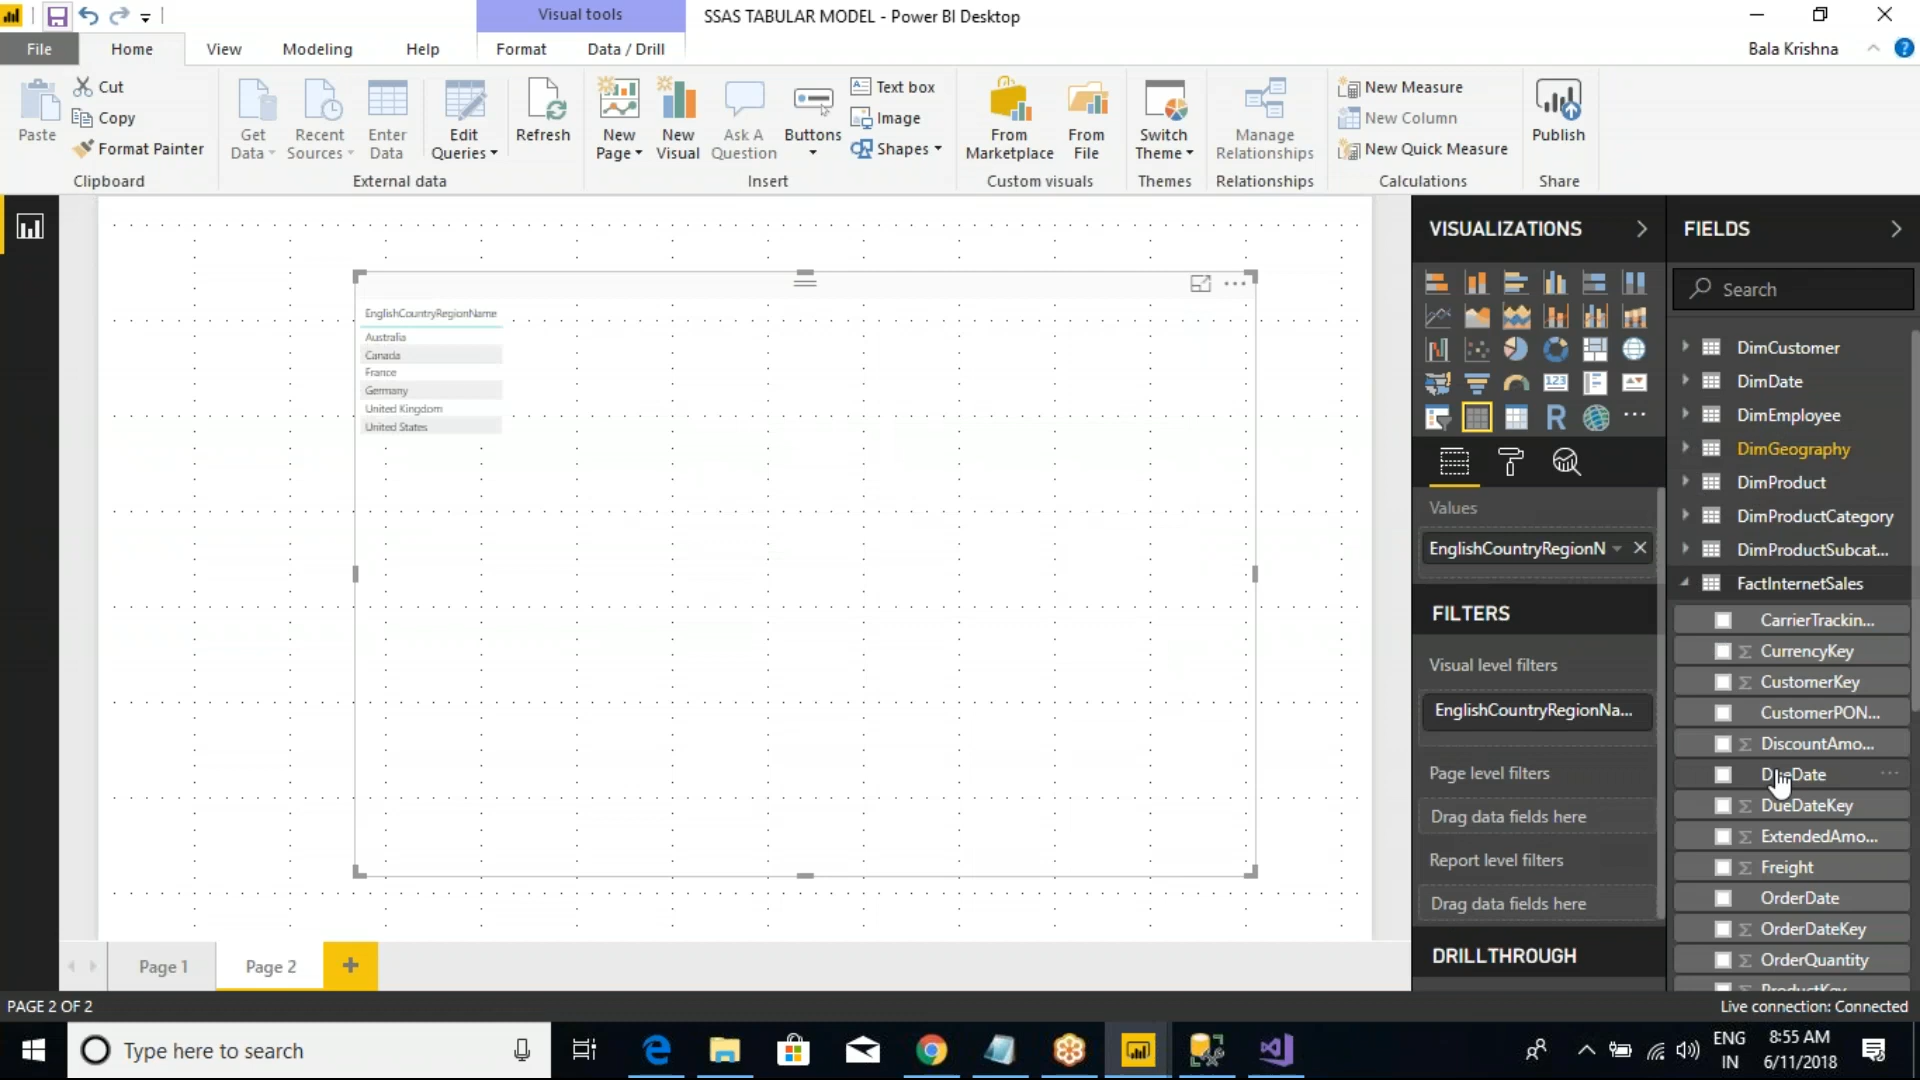 Visual tools
SSAS TABULAR MODEL - Power BI Desktop
File
Home
View
Modeling
Help
Format
Data / Drill
Bala Krishna
Paste
Cut
Copy
Format Painter
Clipboard
Get Data
Recent Sources
Enter Data
Edit Queries
Refresh
External data
New Page
New Visual
Ask A Question
Buttons
Text box
Image
Shapes
Insert
From Marketplace
From File
Custom visuals
Switch Theme
Themes
Manage Relationships
Relationships
New Measure
New Column
New Quick Measure
Calculations
Publish
Share
EnglishCountryRegionName
Australia
Canada
France
Germany
United Kingdom
United States
VISUALIZATIONS
123
R
Values
EnglishCountryRegionN
FILTERS
Visual level filters
EnglishCountryRegionNa...
Page level filters
Drag data fields here
Report level filters
Drag data fields here
DRILLTHROUGH
FIELDS
Search
DimCustomer
DimDate
DimEmployee
DimGeography
DimProduct
DimProductCategory
DimProductSubcat...
FactInternetSales
CarrierTrackin...
Σ CurrencyKey
Σ CustomerKey
CustomerPON...
Σ DiscountAmo...
DueDate
Σ DueDateKey
Σ ExtendedAmo...
Σ Freight
OrderDate
Σ OrderDateKey
Σ OrderQuantity
Σ ProductKey
Page 1
Page 2
PAGE 2 OF 2
Live connection: Connected
Type here to search
ENG
IN
8:55 AM
6/11/2018